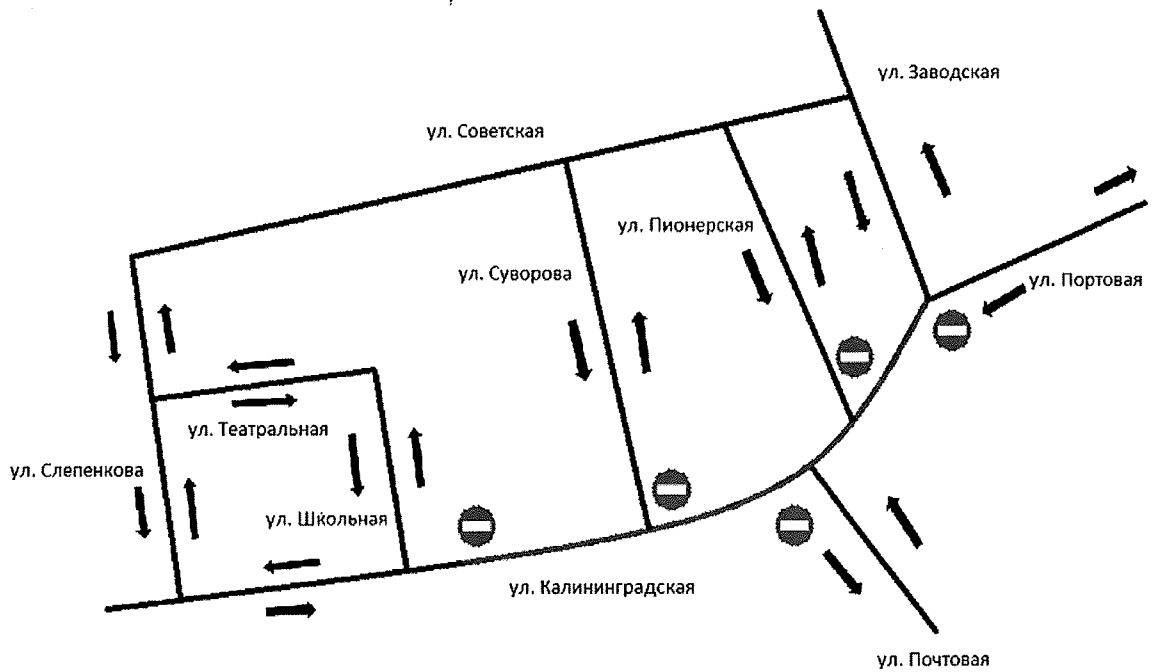 ул. Заводская
ул. Советская
ул. Пионерская
ул. Суворова
ул. Портовая
ул. Театральная
ул. Слепенкова
ул. Школьная
ул. Калининградская
ул. Почтовая